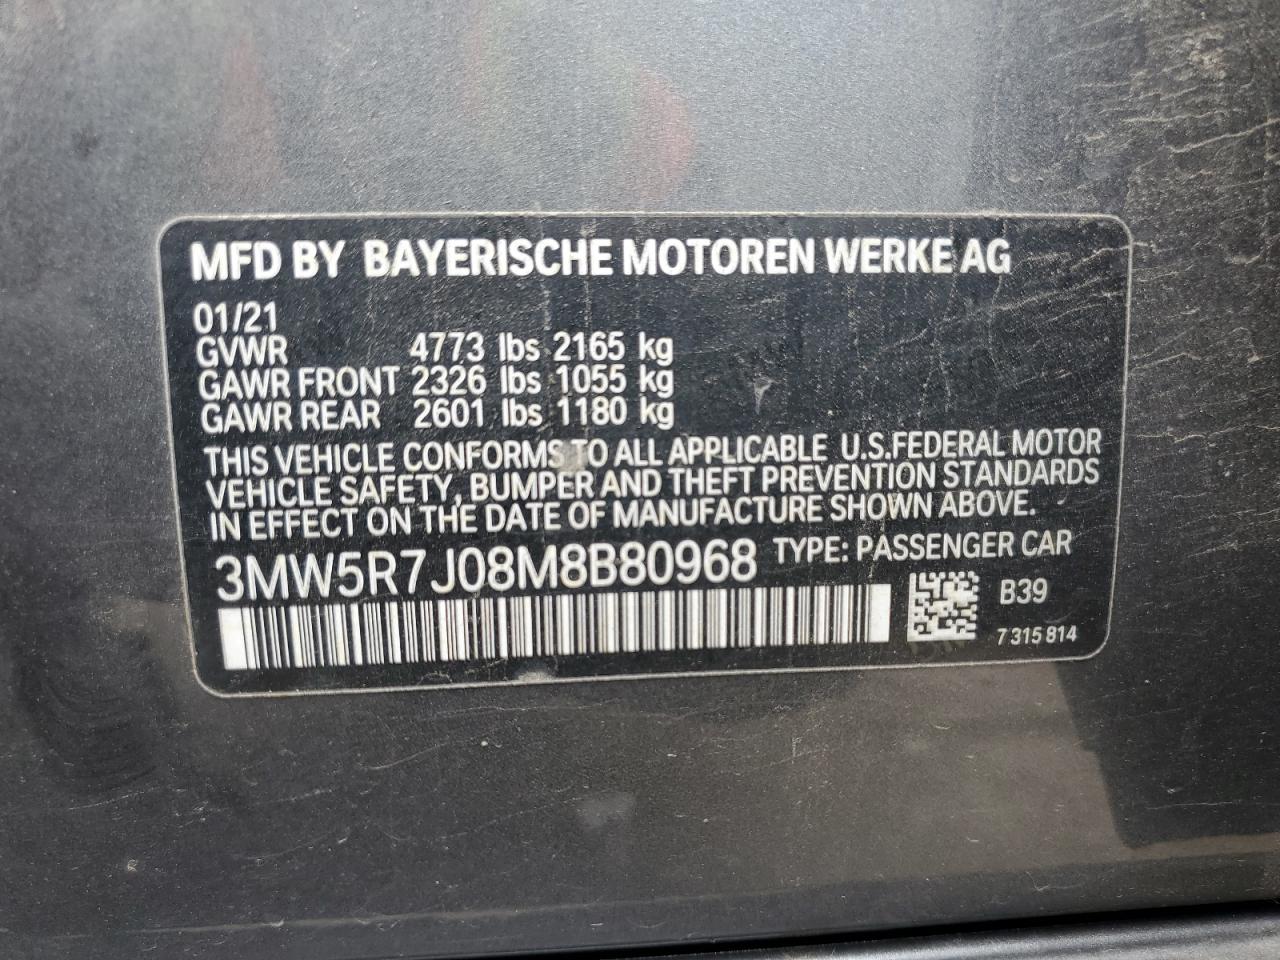 MFD BY BAYERISCHE MOTOREN WERKE AG
01/21
GVWR 4773 lbs 2165 kg
GAWR FRONT 2326 lbs 1055 kg
GAWR REAR 2601 lbs 1180 kg
THIS VEHICLE CONFORMS TO ALL APPLICABLE U.S.FEDERAL MOTOR
VEHICLE SAFETY, BUMPER AND THEFT PREVENTION STANDARDS
IN EFFECT ON THE DATE OF MANUFACTURE SHOWN ABOVE.
3MW5R7J08M8B80968 TYPE: PASSENGER CAR
B39
7 315 814